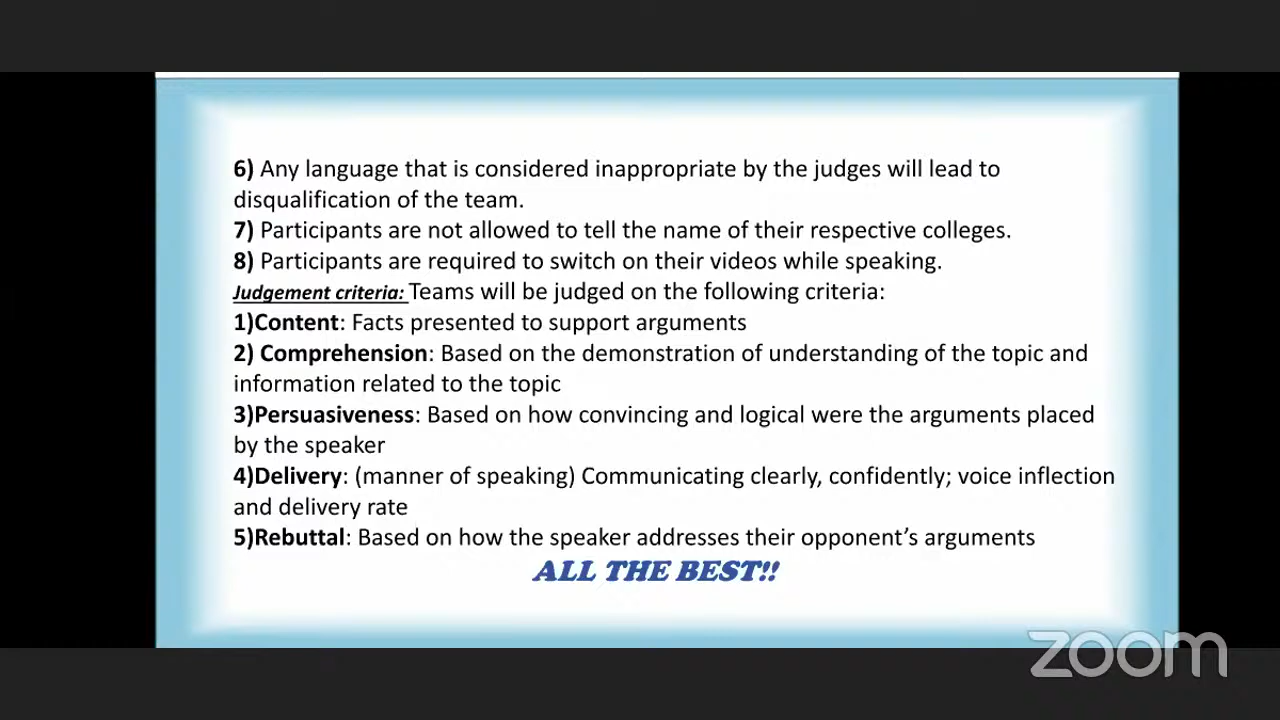 6) Any language that is considered inappropriate by the judges will lead to
disqualification of the team.
7) Participants are not allowed to tell the name of their respective colleges.
8) Participants are required to switch on their videos while speaking.
Judgement criteria: Teams will be judged on the following criteria:
1)Content: Facts presented to support arguments
2) Comprehension: Based on the demonstration of understanding of the topic and
information related to the topic
3)Persuasiveness: Based on how convincing and logical were the arguments placed
by the speaker
4)Delivery: (manner of speaking) Communicating clearly, confidently; voice inflection
and delivery rate
5)Rebuttal: Based on how the speaker addresses their opponent’s arguments
ALL THE BEST!!
zoom